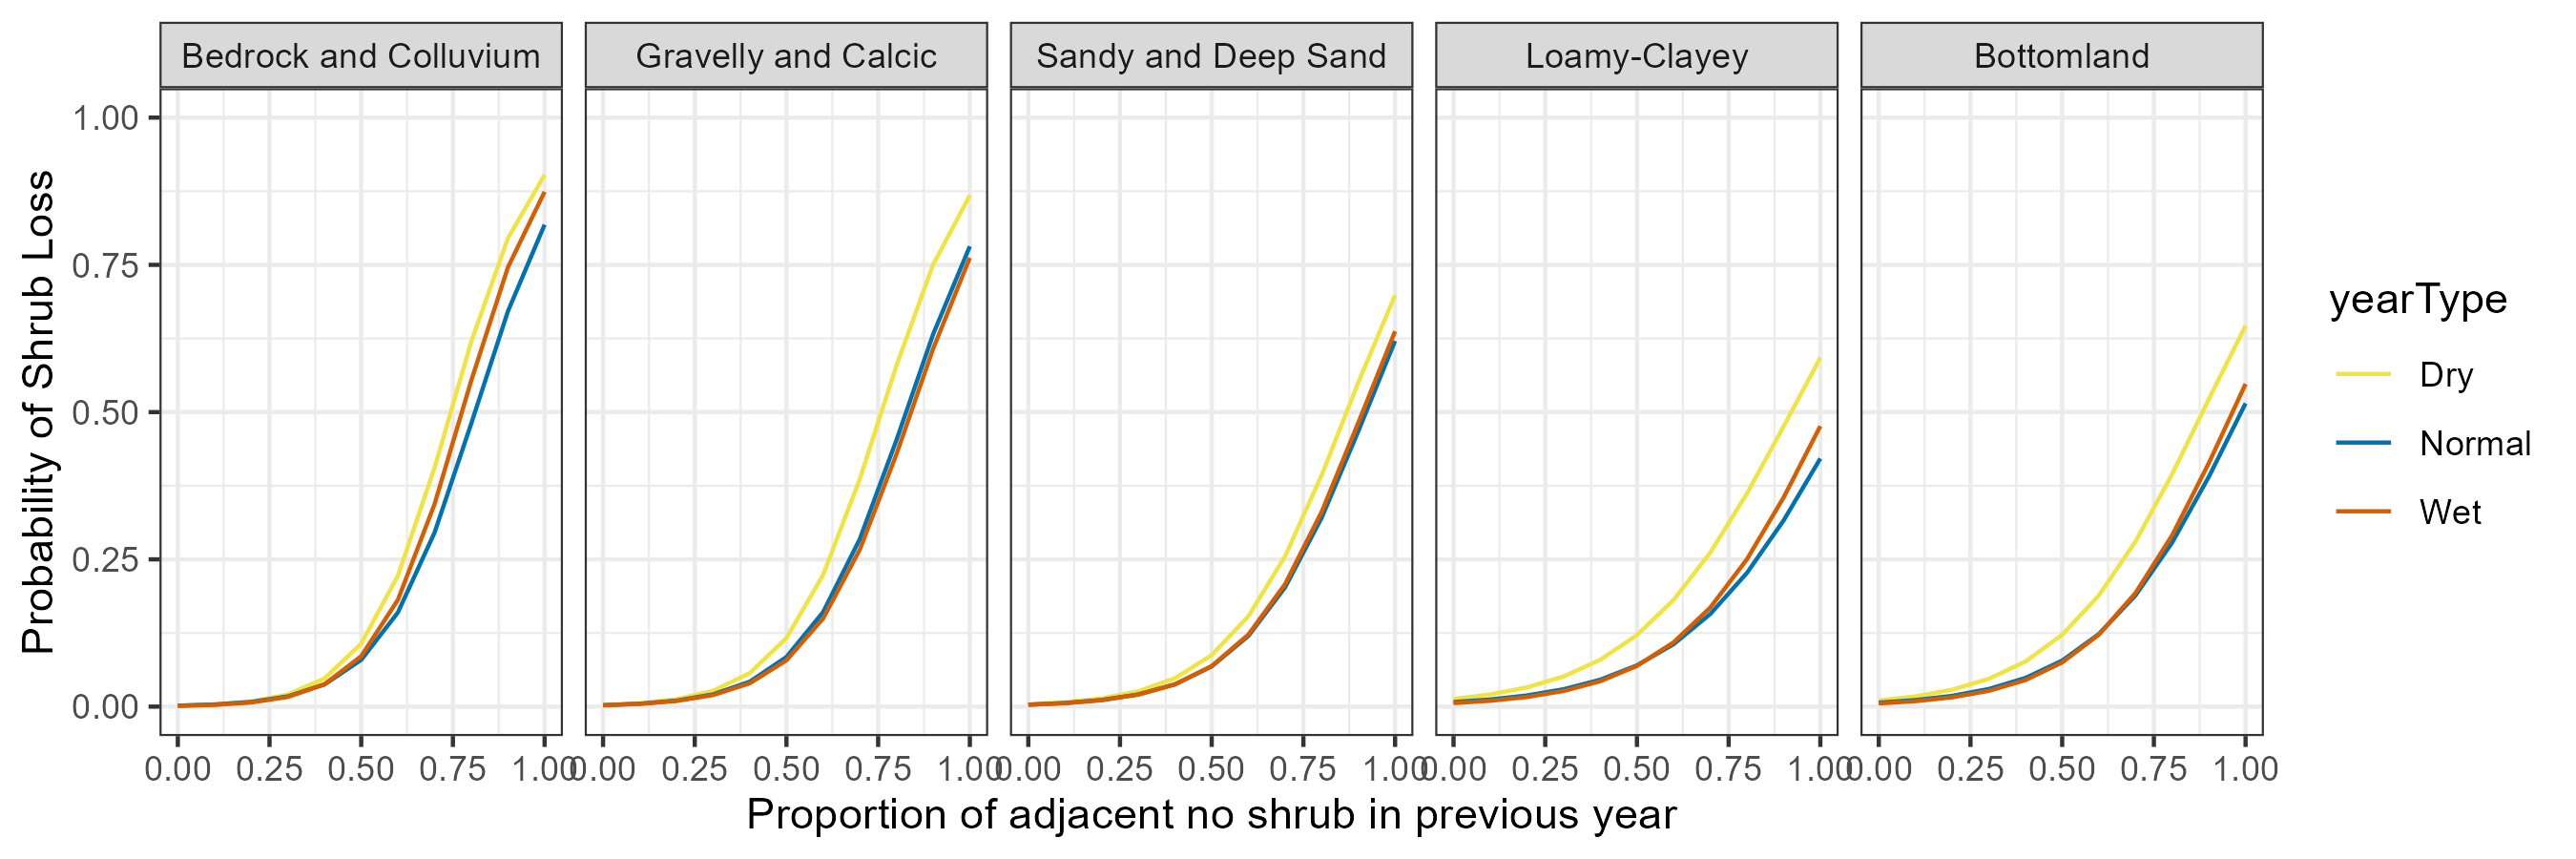 Bedrock and Colluvium Gravelly and Calcic Sandy and Deep Sand Loamy-Clayey Bottomland
Probability of Shrub Loss
1.00
0.75
0.50
0.25
0.00
0.00 0.25 0.50 0.75 1.00 0.00 0.25 0.50 0.75 1.00 0.00 0.25 0.50 0.75 1.00 0.00 0.25 0.50 0.75 1.00 0.00 0.25 0.50 0.75 1.00
Proportion of adjacent no shrub in previous year
yearType
Dry
Normal
Wet